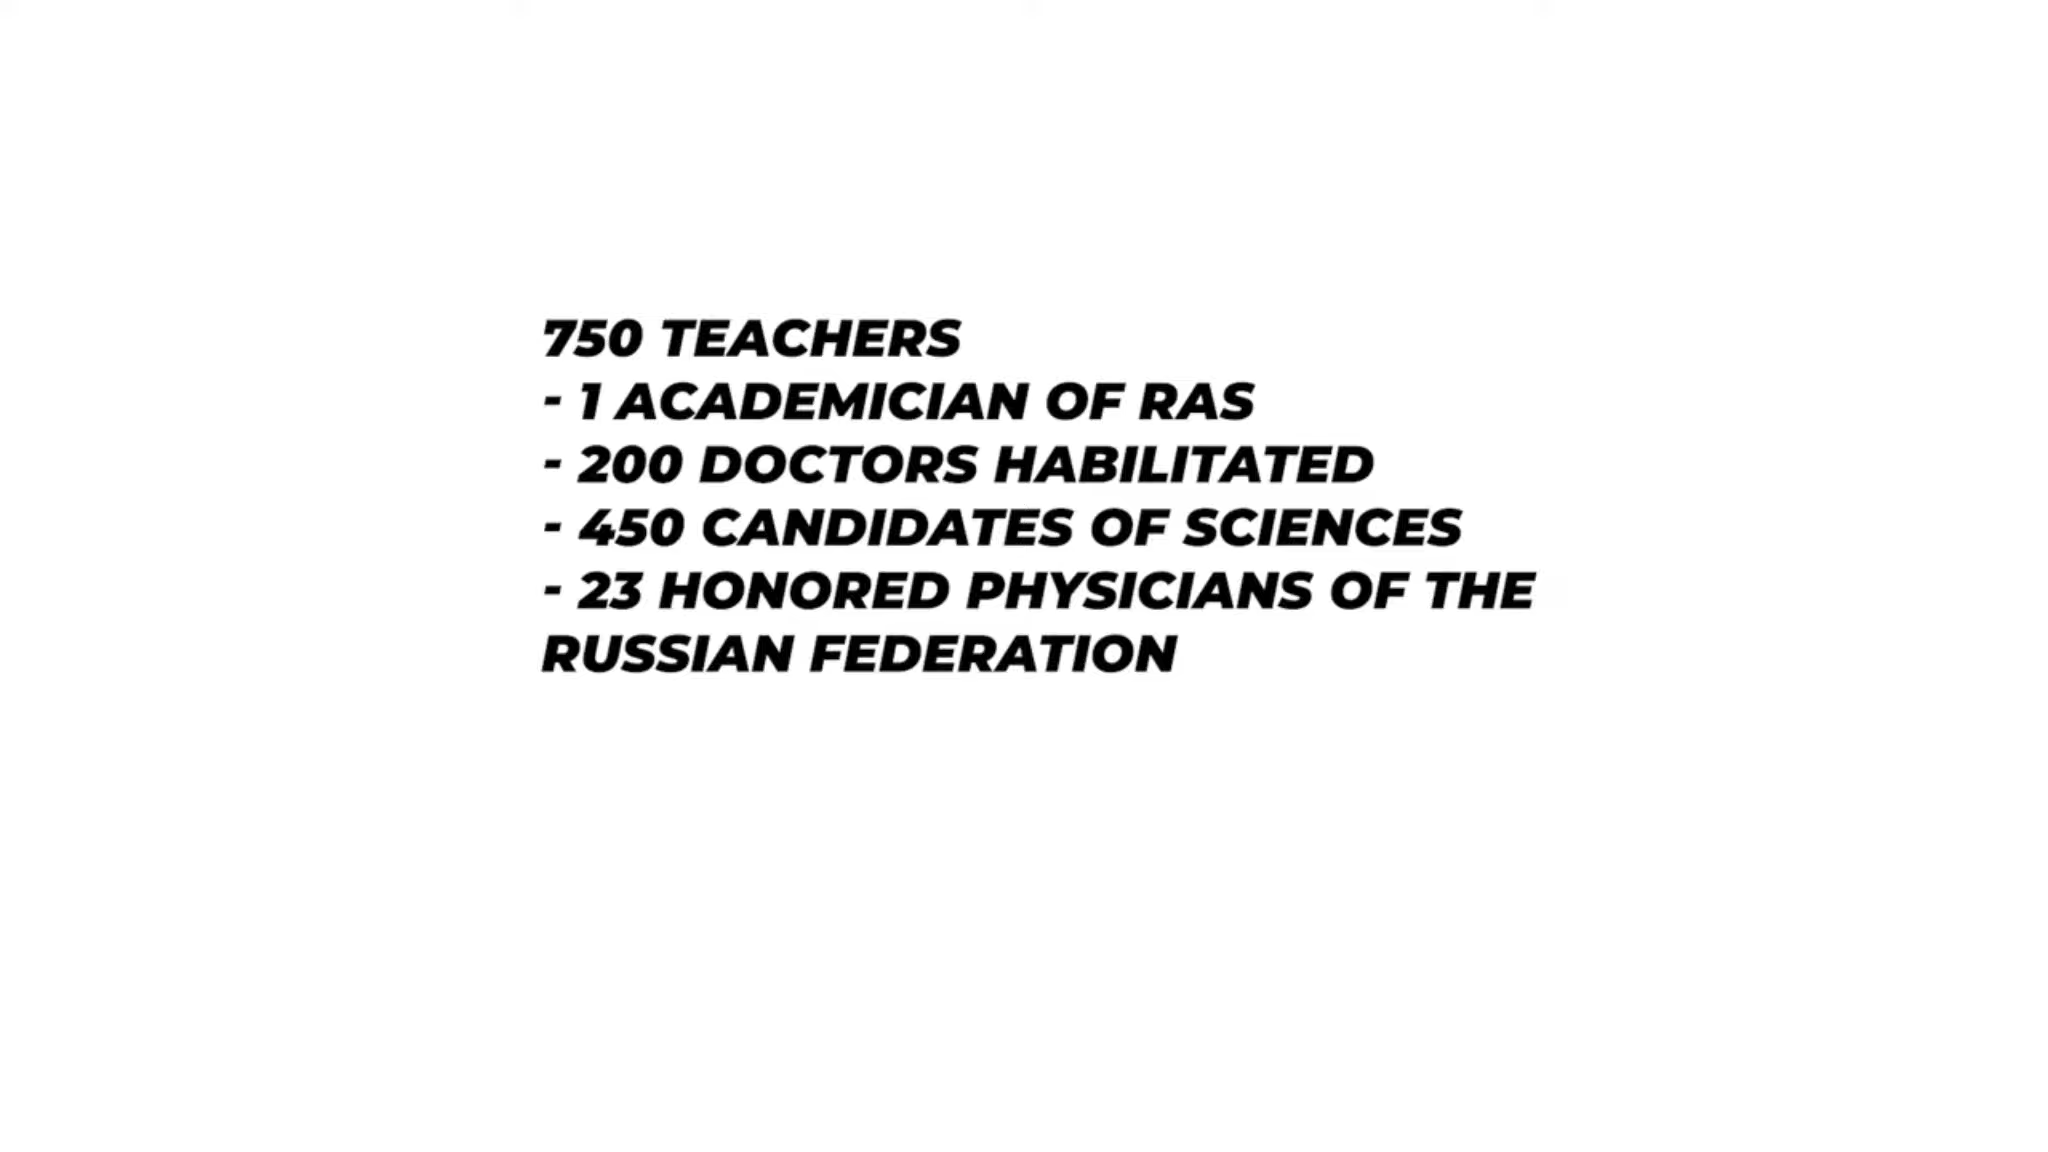 750 TEACHERS
- 1 ACADEMICIAN OF RAS
- 200 DOCTORS HABILITATED
- 450 CANDIDATES OF SCIENCES
- 23 HONORED PHYSICIANS OF THE
RUSSIAN FEDERATION